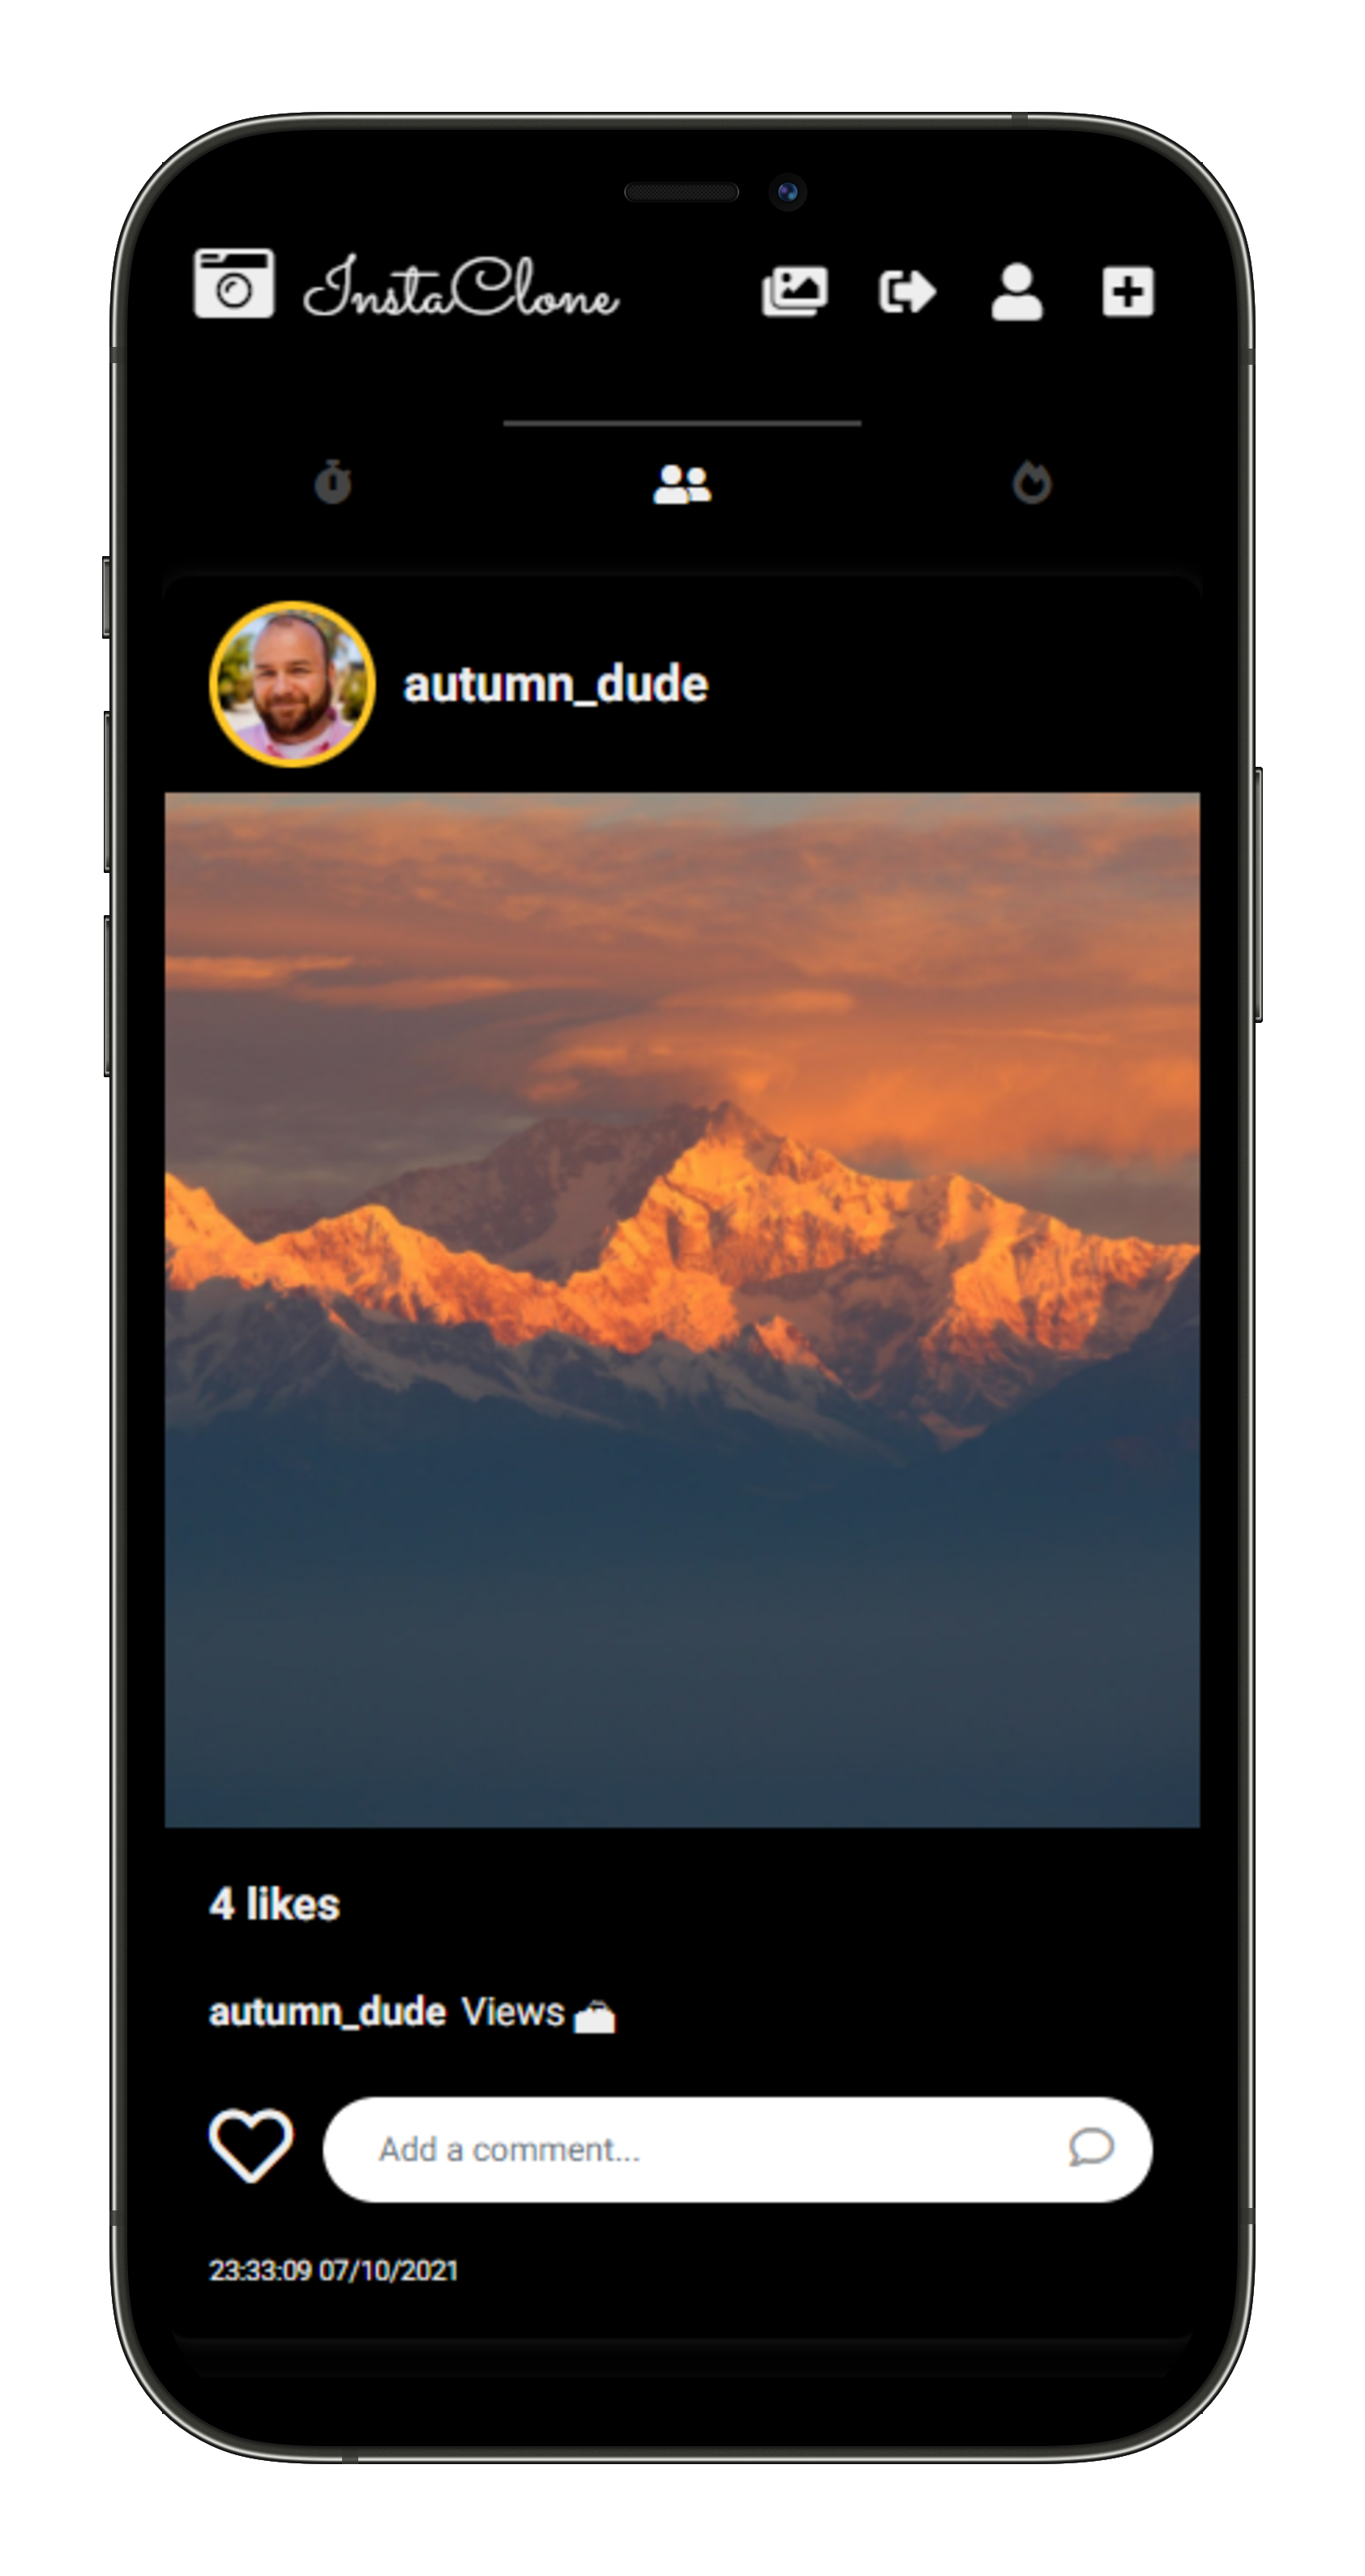 InstaClone
autumn_dude
4 likes
autumn_dude Views 🏔
Add a comment...
23:33:09 07/10/2021